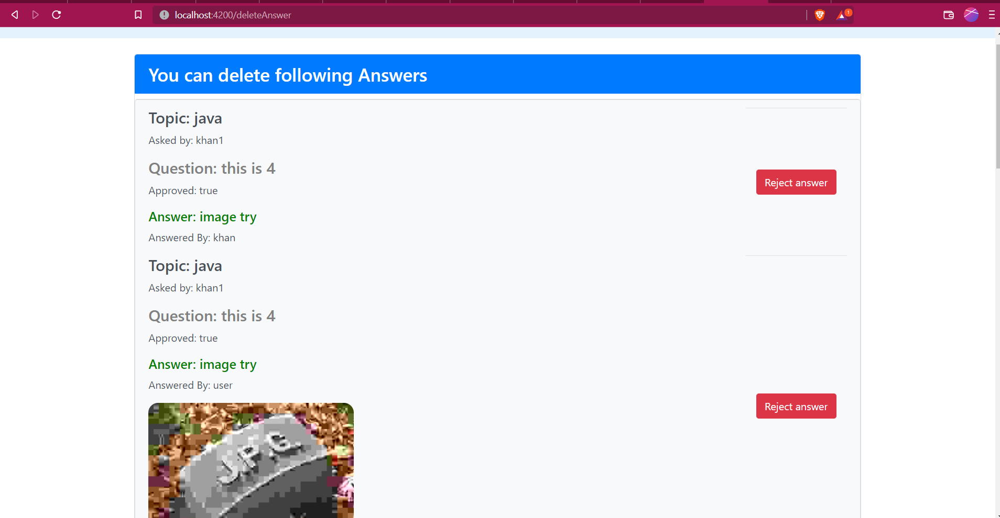 localhost:4200/deleteAnswer
1
You can delete following Answers
Topic: java
Asked by: khan1
Question: this is 4
Approved: true
Reject answer
Answer: image try
Answered By: khan
Topic: java
Asked by: khan1
Question: this is 4
Approved: true
Answer: image try
Answered By: user
Reject answer
JPG